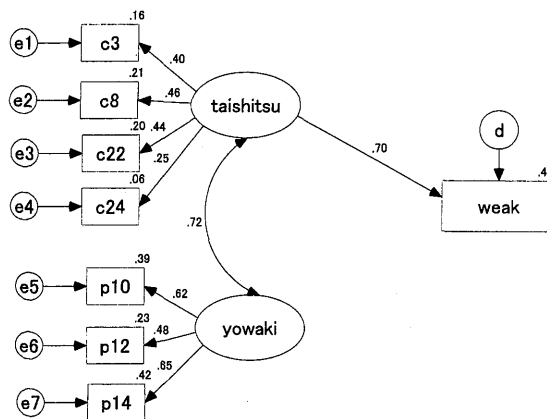 .16
e1
c3
.40
.21
e2
c8
.46
taishitsu
.20
.44
e3
c22
.25
.06
e4
c24
.70
d
.4
weak
.72
.39
e5
p10
.62
.23
e6
p12
.48
yowaki
.65
.42
e7
p14